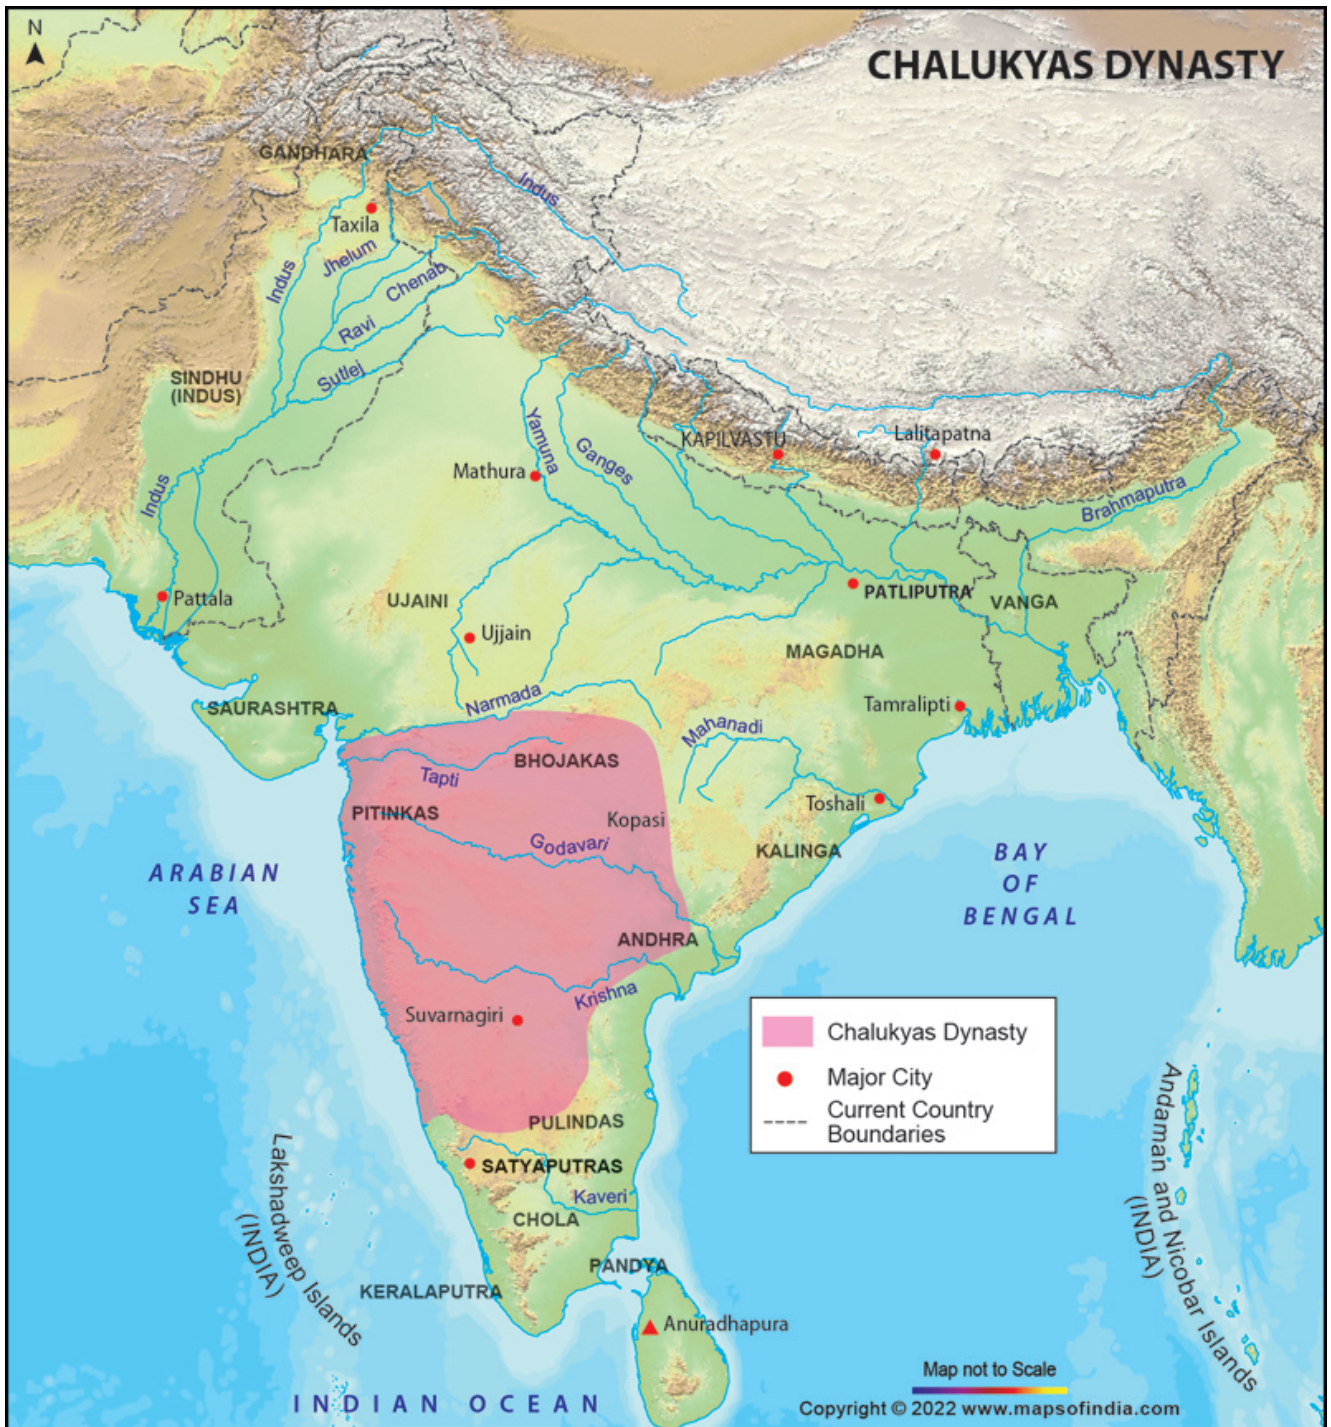 N
CHALUKYAS DYNASTY
GANDHARA
Indus
Taxila
Jhelum
Indus
Chenab
Ravi
Sutlej
SINDHU
(INDUS)
Yamuna
Ganges
KAPILVASTU
Lalitapatna
Mathura
Indus
Brahmaputra
Pattala
UJAINI
PATLIPUTRA
VANGA
Ujjain
MAGADHA
Narmada
SAURASHTRA
Tamralipti
Mahanadi
BHOJAKAS
Tapti
PITINKAS
Kopasi
Toshali
Godavari
KALINGA
ARABIAN
SEA
BAY
OF
BENGAL
ANDHRA
Krishna
Suvarnagiri
Chalukyas Dynasty
Major City
Current Country
Boundaries
PULINDAS
SATYAPUTRAS
Kaveri
CHOLA
PANDYA
KERALAPUTRA
Lakshadweep Islands
(INDIA)
Andaman and Nicobar Islands
(INDIA)
Anuradhapura
INDIAN OCEAN
Map not to Scale
Copyright © 2022 www.mapsofindia.com